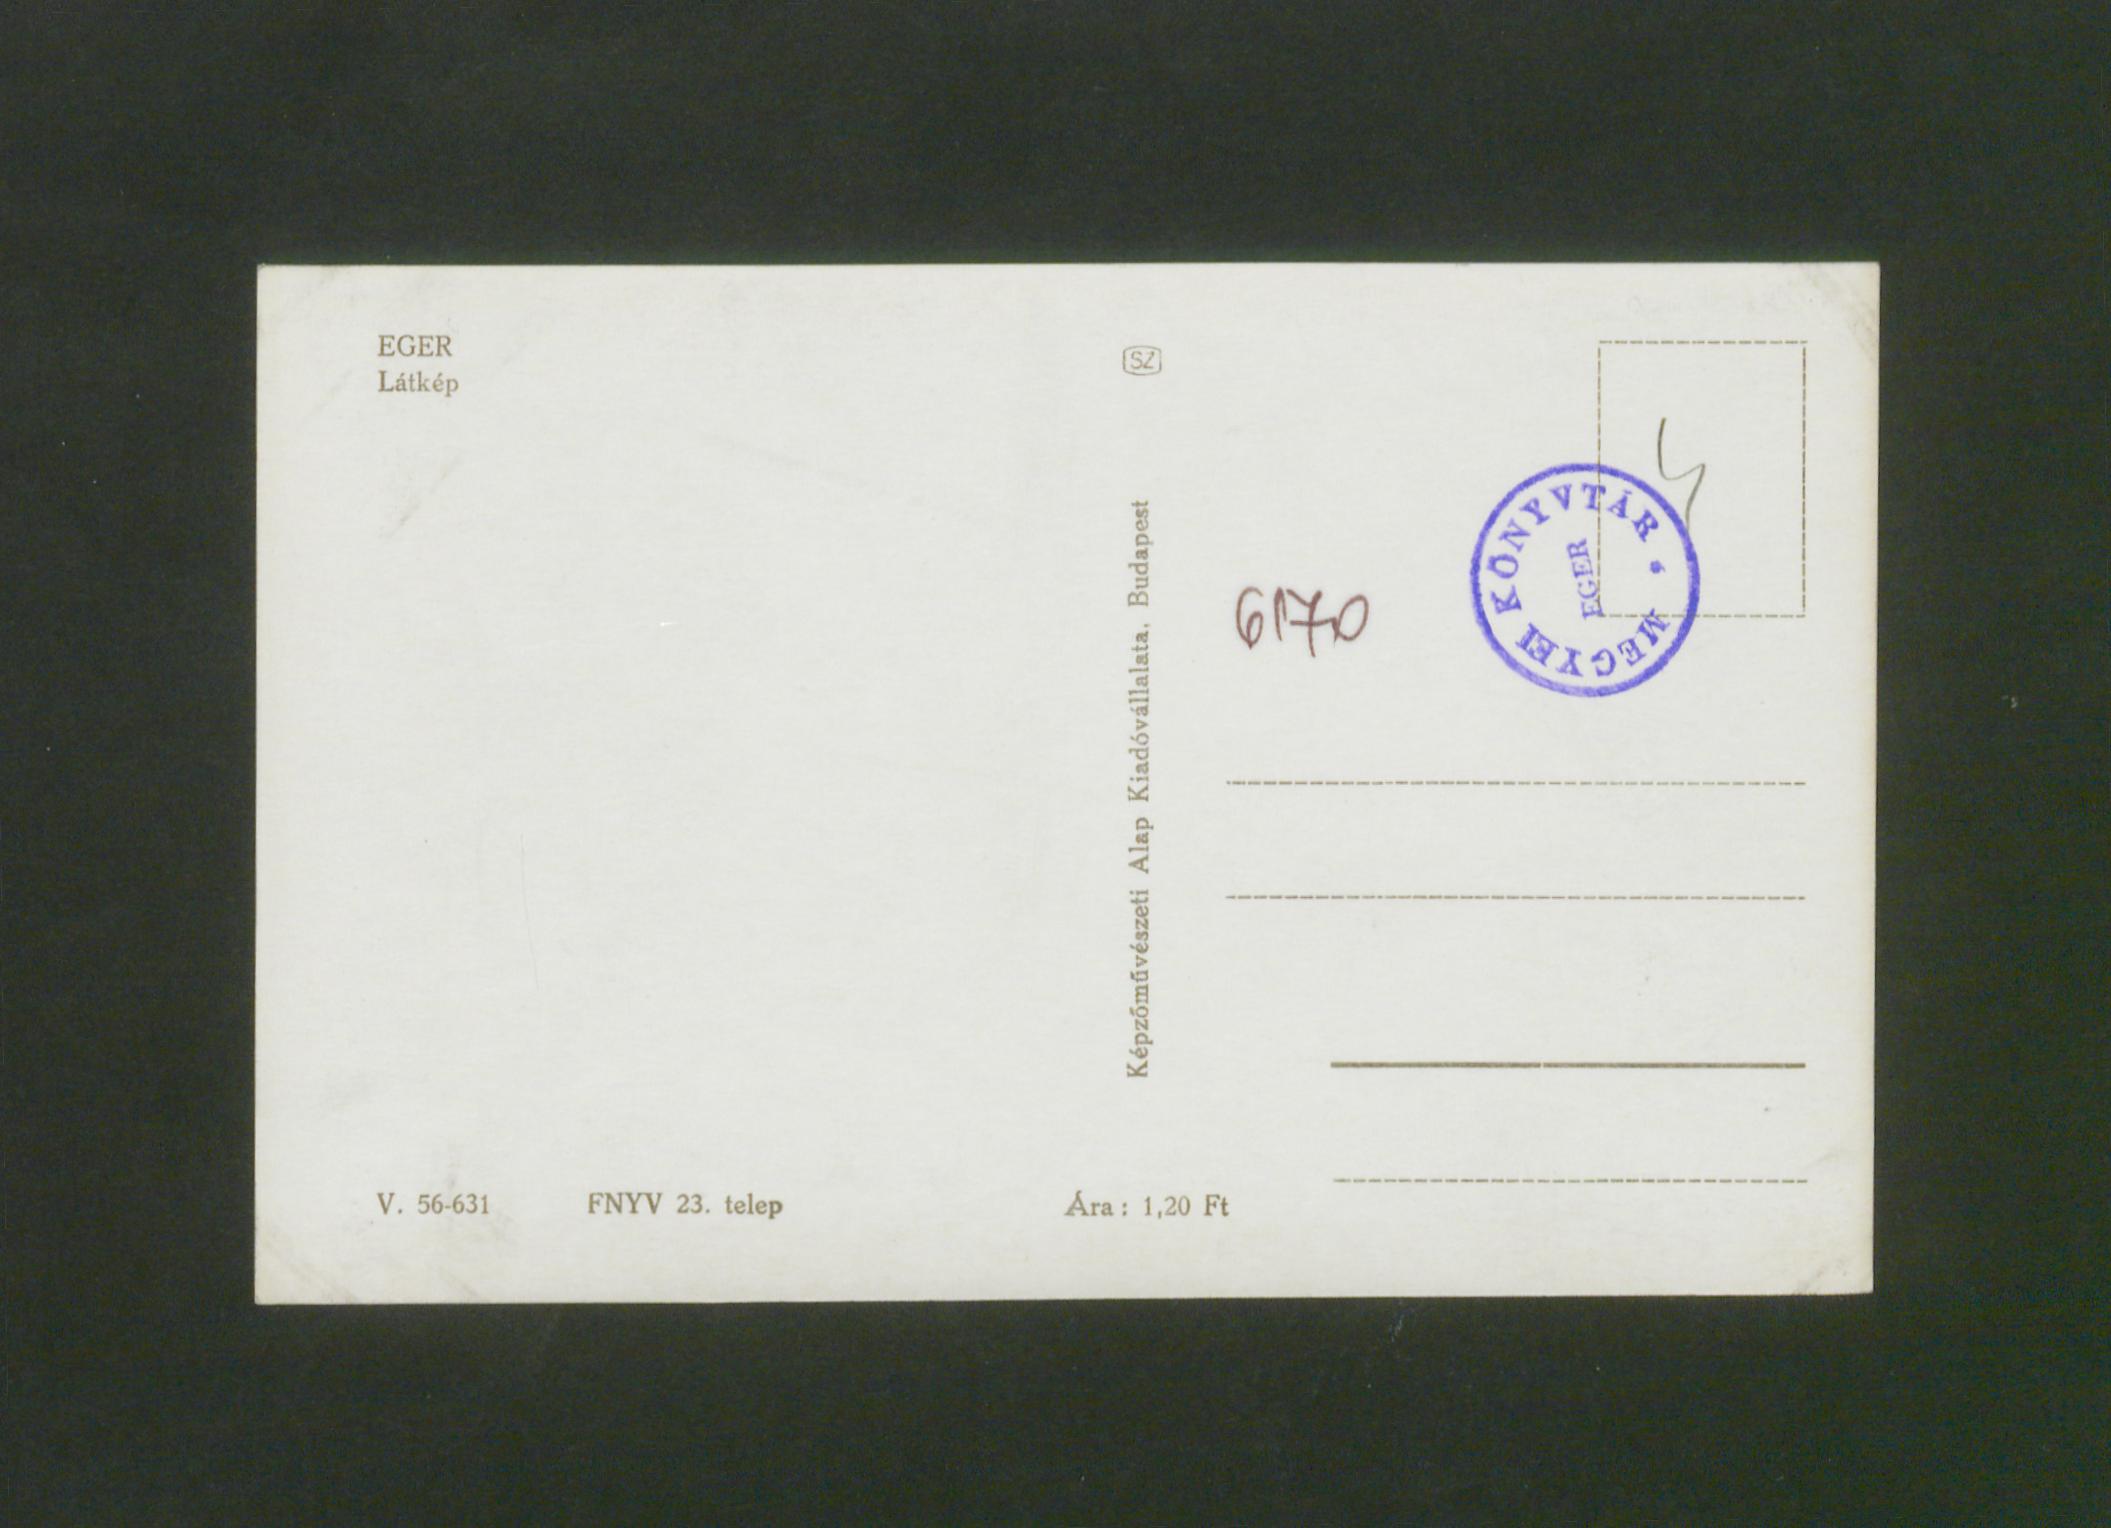 EGER
Látkép
SZ
Képzőművészeti Alap Kiadóvállalata, Budapest
6170
MEGYEI KÖNYVTÁR
EGER
V. 56-631 FNYV 23. telep Ára: 1,20 Ft